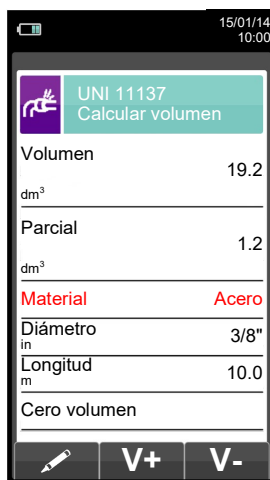 15/01/14
10:00
UNI 11137
Calcular volumen
Volumen
19.2
dm³
Parcial
1.2
dm³
Material Acero
Diámetro
in
3/8"
Longitud
m
10.0
Cero volumen
V+ V-